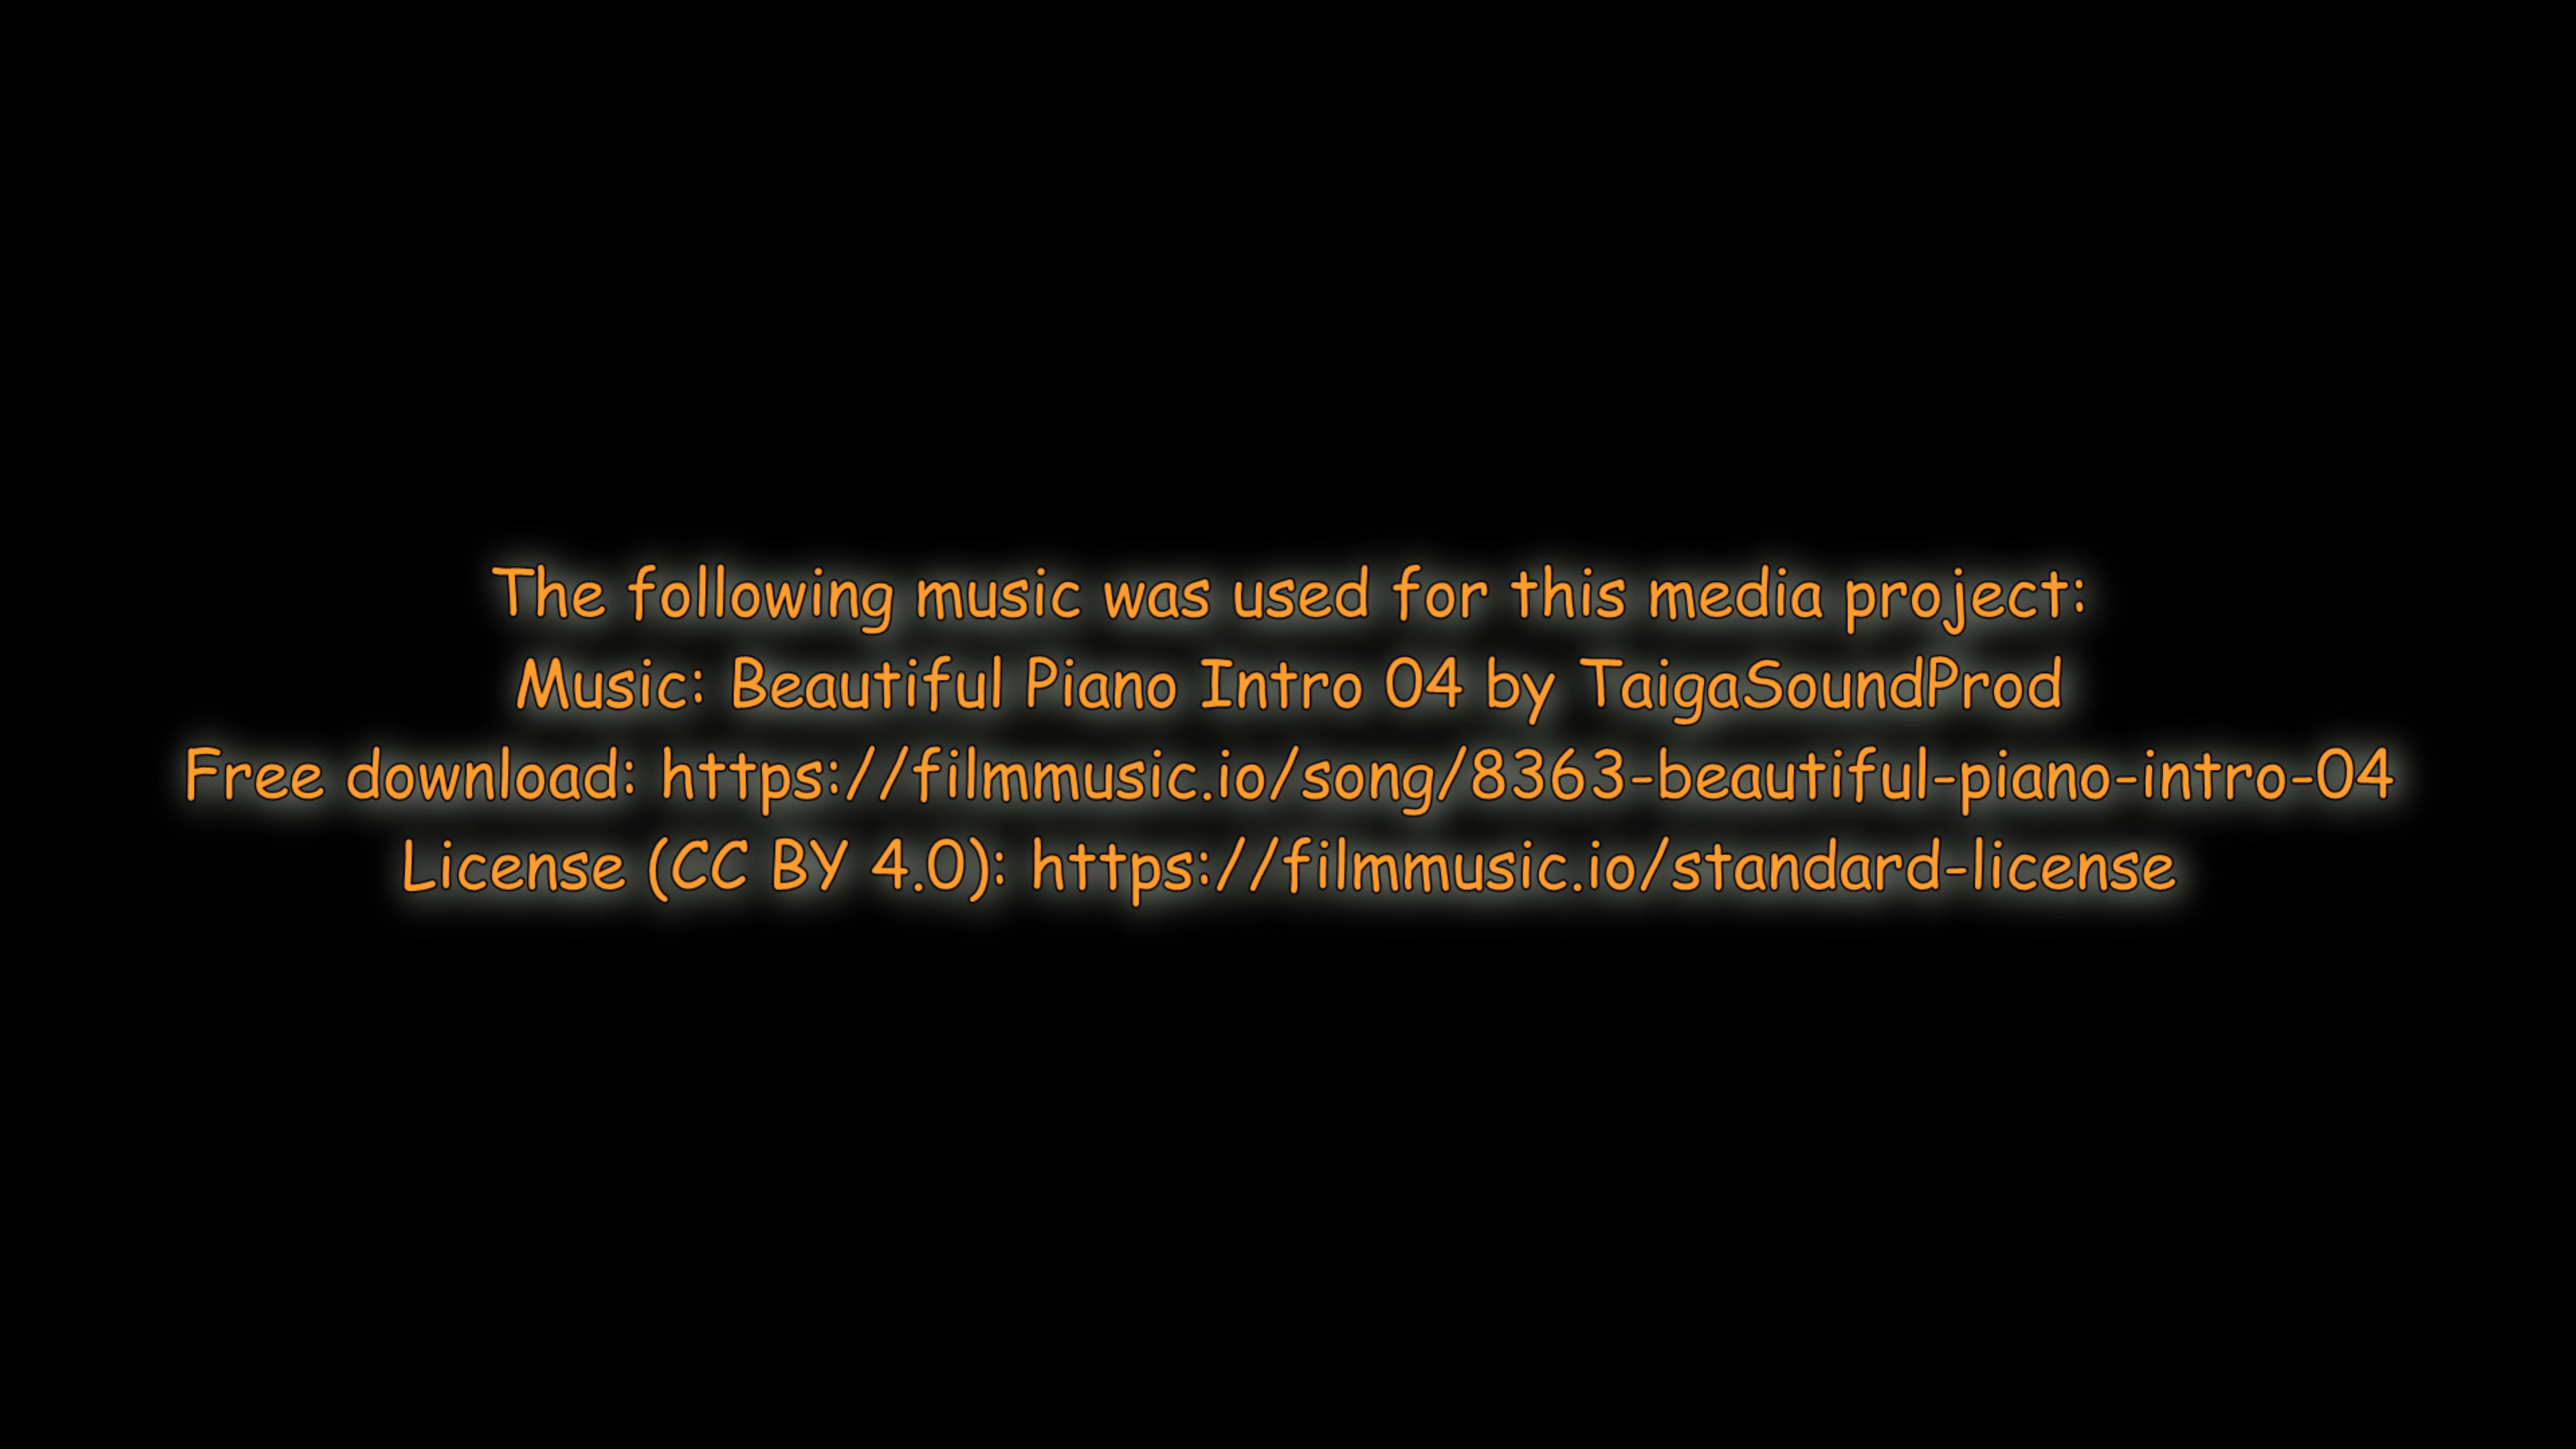 The following music was used for this media project:
Music: Beautiful Piano Intro 04 by TaigaSoundProd
Free download: https://filmmusic.io/song/8363-beautiful-piano-intro-04
License (CC BY 4.0): https://filmmusic.io/standard-license